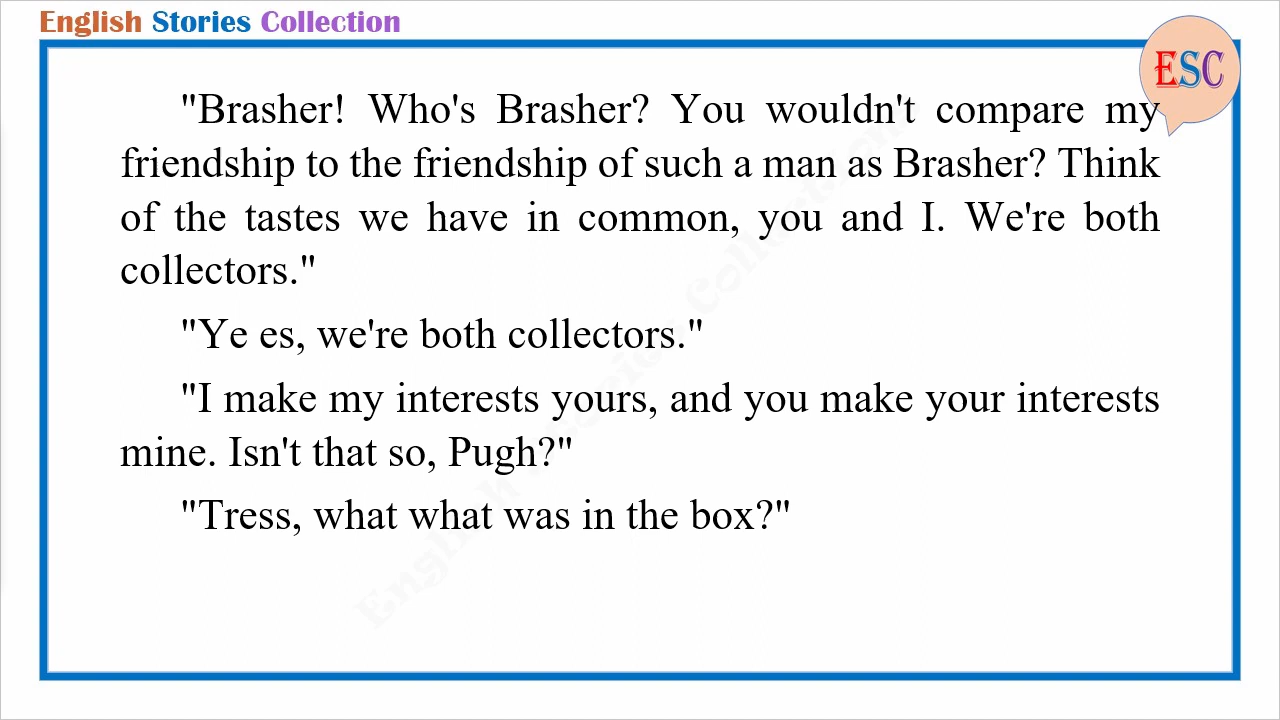 English Stories Collection
ESC
"Brasher! Who's Brasher? You wouldn't compare my
friendship to the friendship of such a man as Brasher? Think
of the tastes we have in common, you and I. We're both
collectors."
"Ye es, we're both collectors."
"I make my interests yours, and you make your interests
mine. Isn't that so, Pugh?"
"Tress, what what was in the box?"
English Stories Collection